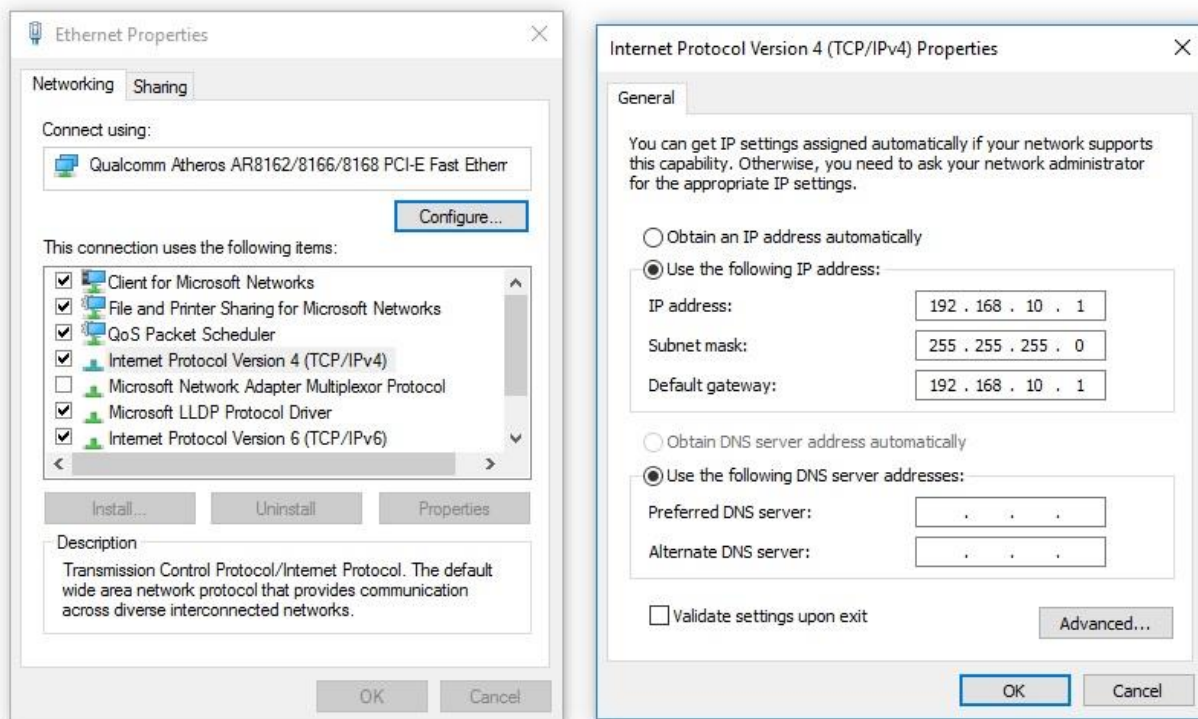 Ethernet Properties
Networking
Sharing
Connect using:
Qualcomm Atheros AR8162/8166/8168 PCI-E Fast Ethern
Configure...
This connection uses the following items:
Client for Microsoft Networks
File and Printer Sharing for Microsoft Networks
QoS Packet Scheduler
Internet Protocol Version 4 (TCP/IPv4)
Microsoft Network Adapter Multiplexor Protocol
Microsoft LLDP Protocol Driver
Internet Protocol Version 6 (TCP/IPv6)
Install...
Uninstall
Properties
Description
Transmission Control Protocol/Internet Protocol. The default
wide area network protocol that provides communication
across diverse interconnected networks.
OK
Cancel
Internet Protocol Version 4 (TCP/IPv4) Properties
General
You can get IP settings assigned automatically if your network supports
this capability. Otherwise, you need to ask your network administrator
for the appropriate IP settings.
Obtain an IP address automatically
Use the following IP address:
IP address: 192 . 168 . 10 . 1
Subnet mask: 255 . 255 . 255 . 0
Default gateway: 192 . 168 . 10 . 1
Obtain DNS server address automatically
Use the following DNS server addresses:
Preferred DNS server: . . .
Alternate DNS server: . . .
Validate settings upon exit
Advanced...
OK
Cancel